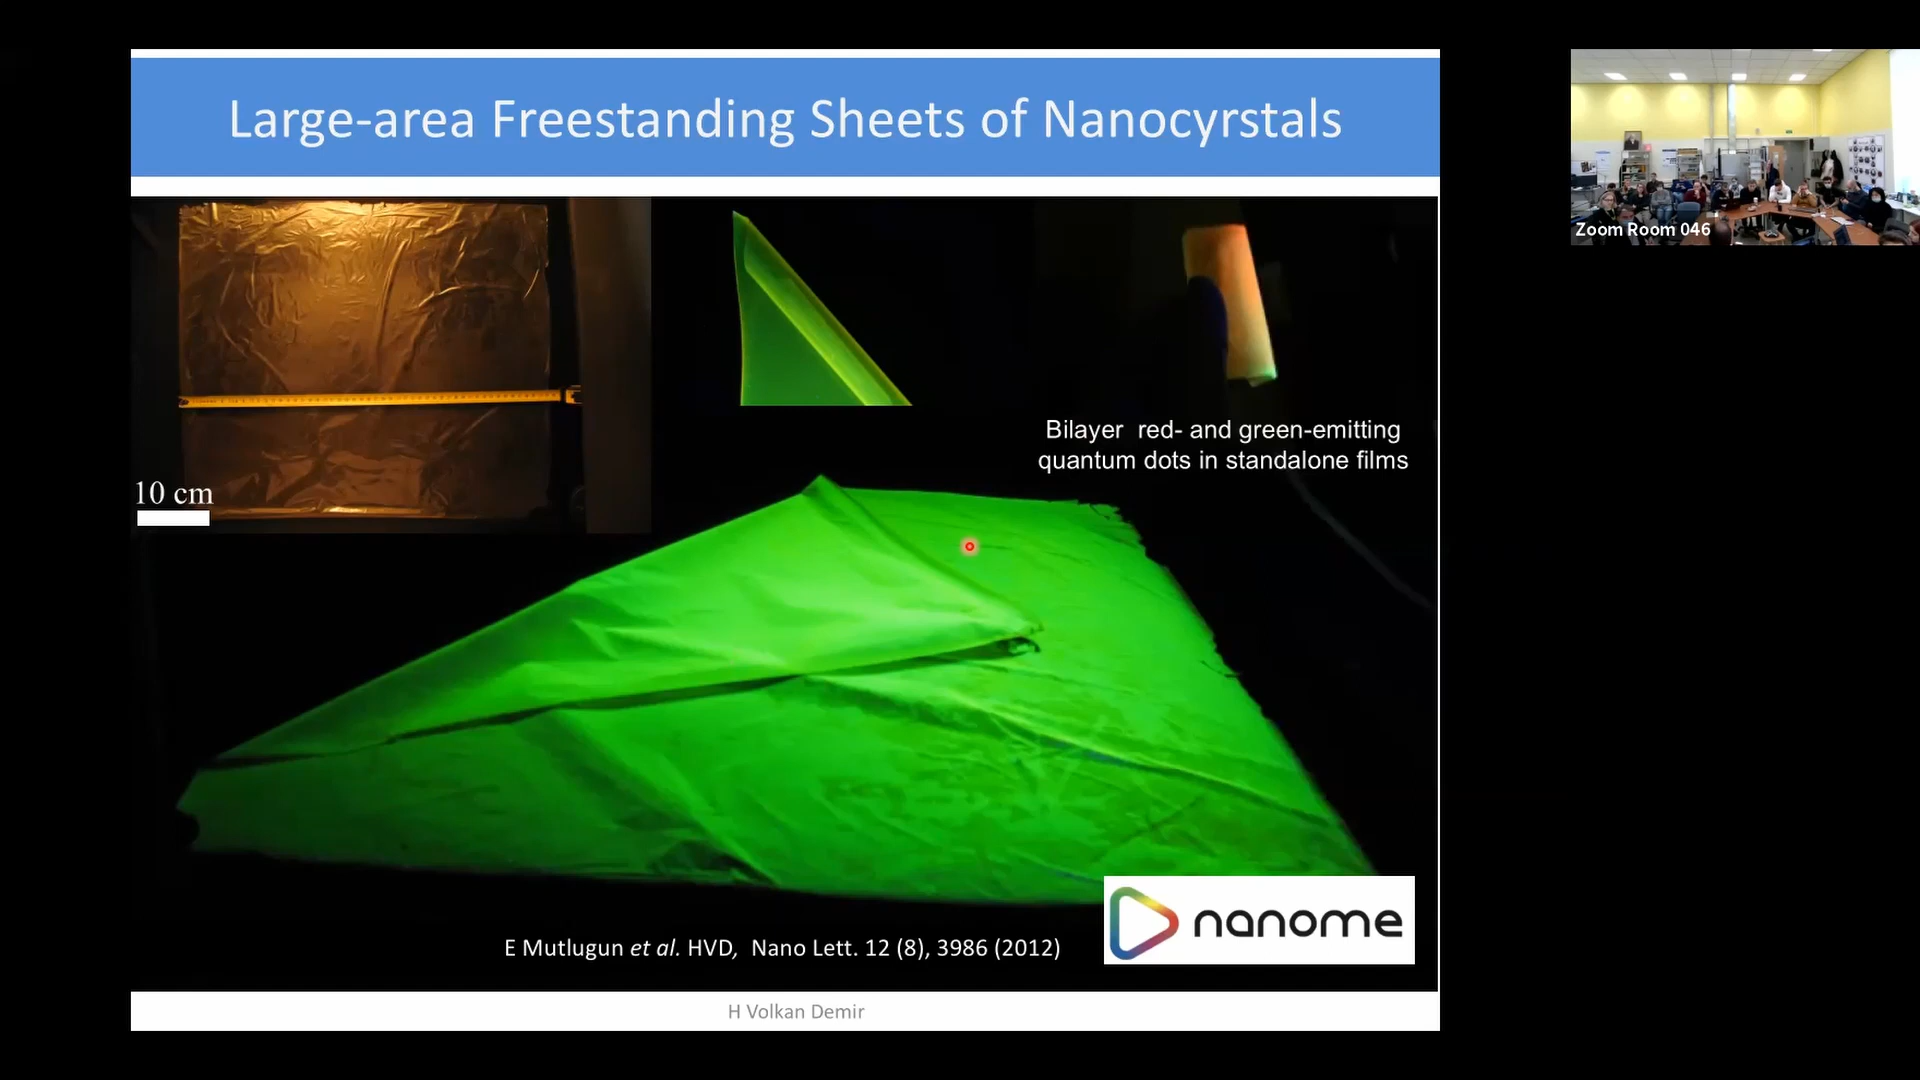 Large-area Freestanding Sheets of Nanocyrstals
Zoom Room 046
Bilayer red- and green-emitting
quantum dots in standalone films
10 cm
nanome
E Mutlugun et al. HVD, Nano Lett. 12 (8), 3986 (2012)
H Volkan Demir